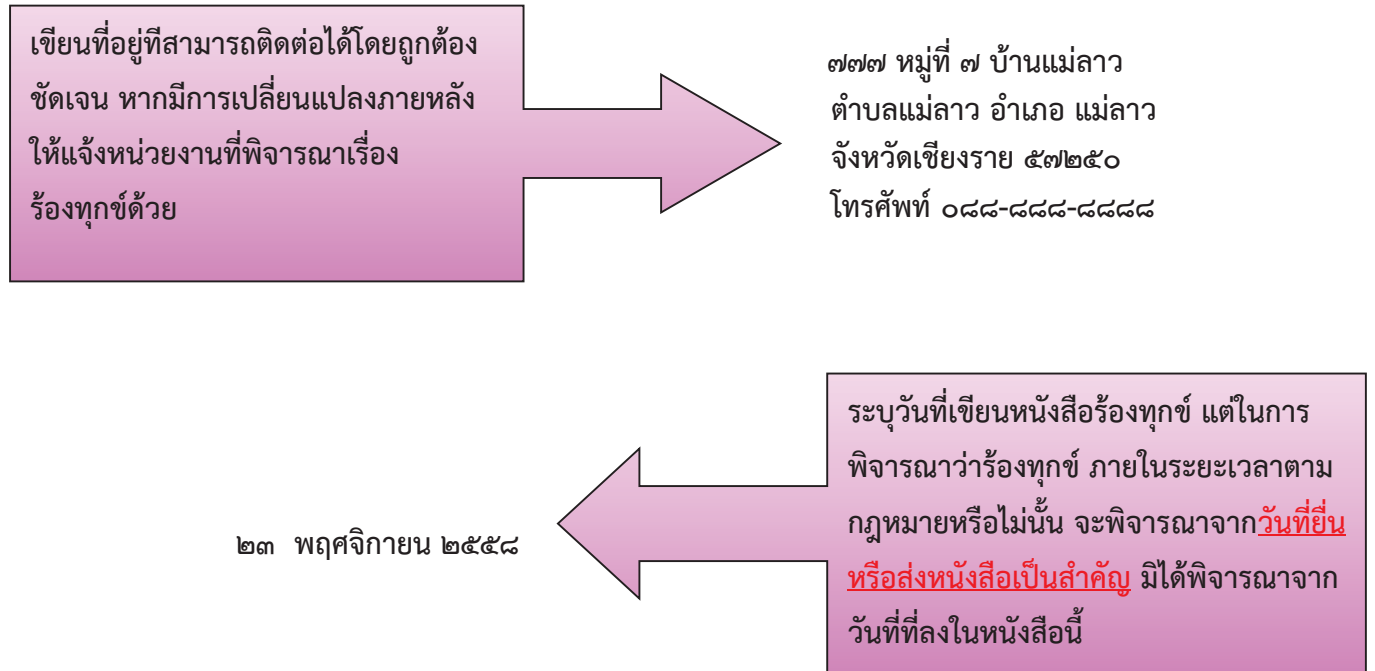 เขียนที่อยู่ทีสามารถติดต่อได้โดยถูกต้อง
ชัดเจน หากมีการเปลี่ยนแปลงภายหลัง
ให้แจ้งหน่วยงานที่พิจารณาเรื่อง
ร้องทุกข์ด้วย
๗๗๗ หมู่ที่ ๗ บ้านแม่ลาว
ตำบลแม่ลาว อำเภอ แม่ลาว
จังหวัดเชียงราย ๕๗๒๕๐
โทรศัพท์ ๐๘๘-๘๘๘-๘๘๘๘
๒๓ พฤศจิกายน ๒๕๕๘
ระบุวันที่เขียนหนังสือร้องทุกข์ แต่ในการ
พิจารณาว่าร้องทุกข์ ภายในระยะเวลาตาม
กฎหมายหรือไม่นั้น จะพิจารณาจากวันที่ยื่น
หรือส่งหนังสือเป็นสำคัญ มิได้พิจารณาจาก
วันที่ที่ลงในหนังสือนี้